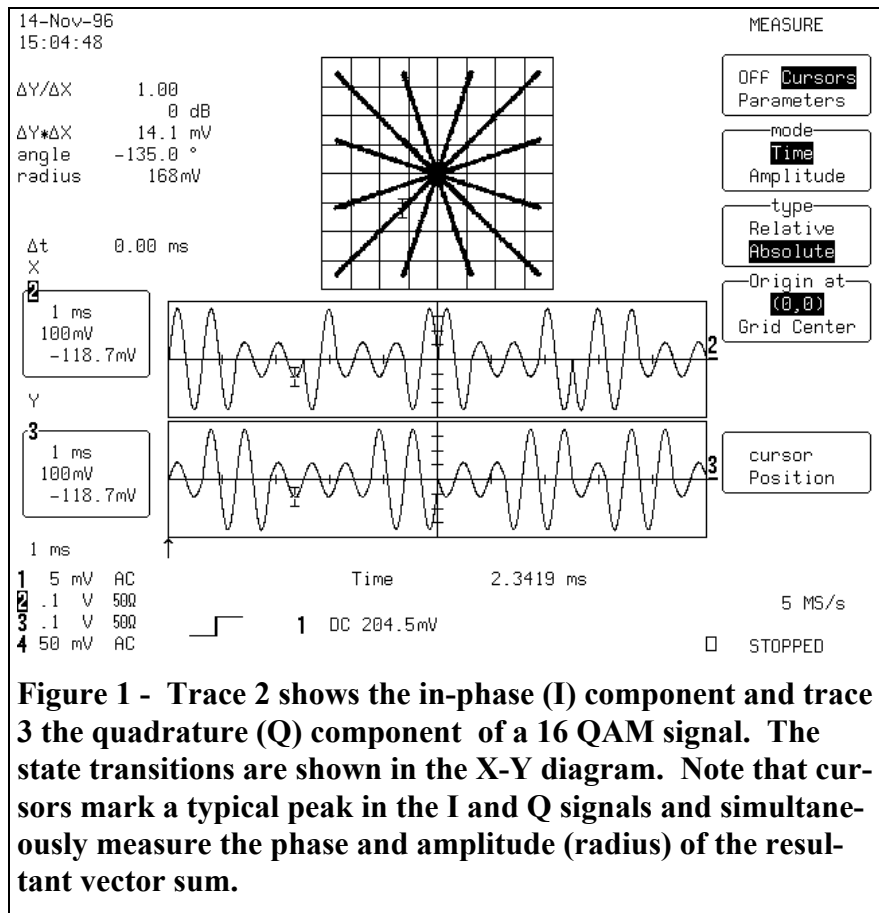 14-Nov-96
15:04:48
ΔY/ΔX 1.00
0 dB
ΔY*ΔX 14.1 mV
angle -135.0 °
radius 168mV
Δt 0.00 ms
X
2
1 ms
100mV
-118.7mV
Y
3
1 ms
100mV
-118.7mV
1 ms
1 5 mV AC
2 .1 V 50Ω
3 .1 V 50Ω
4 50 mV AC
2
3
Time 2.3419 ms
1 DC 204.5mV
MEASURE
OFF Cursors
Parameters
mode
Time
Amplitude
type
Relative
Absolute
Origin at
(0,0)
Grid Center
cursor
Position
5 MS/s
STOPPED
Figure 1 - Trace 2 shows the in-phase (I) component and trace
3 the quadrature (Q) component of a 16 QAM signal. The
state transitions are shown in the X-Y diagram. Note that cur-
sors mark a typical peak in the I and Q signals and simultane-
ously measure the phase and amplitude (radius) of the resul-
tant vector sum.